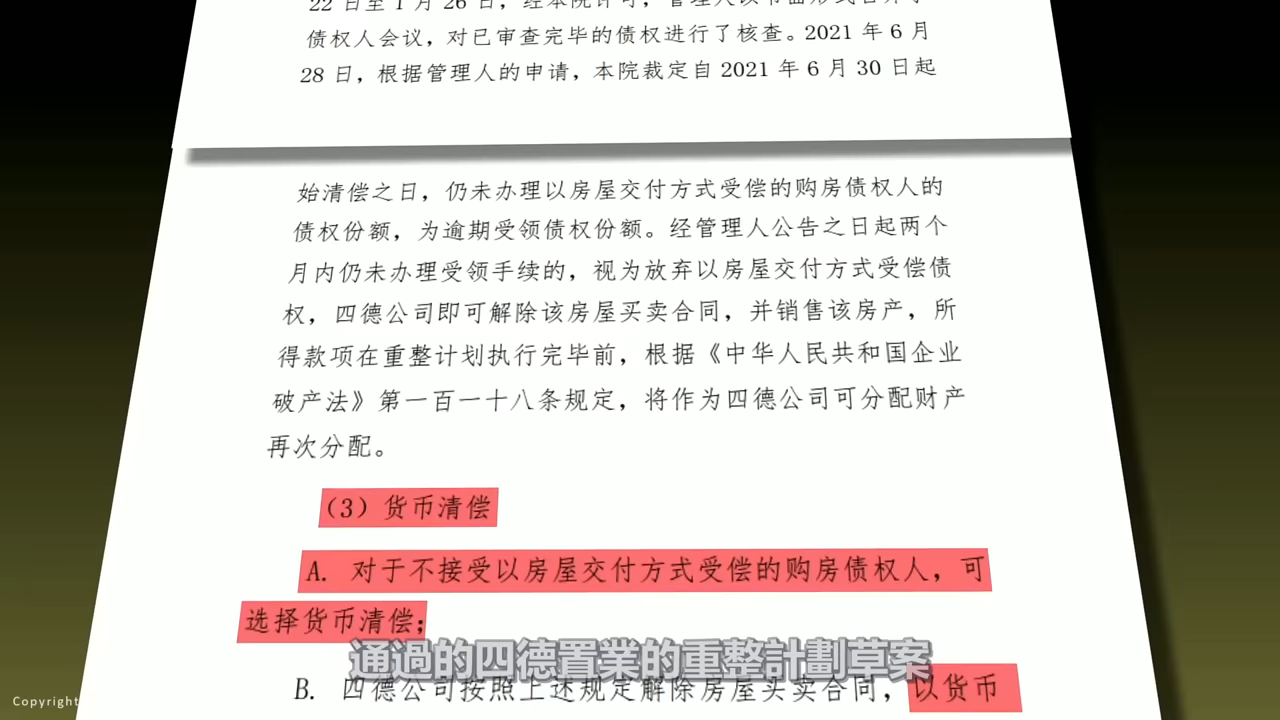 22 日至 1 月 26 日，经本院许可，管理人以书面形式召开了
债权人会议，对已审查完毕的债权进行了核查。2021 年 6 月
28 日，根据管理人的申请，本院裁定自 2021 年 6 月 30 日起
始清偿之日，仍未办理以房屋交付方式受偿的购房债权人的
债权份额，为逾期受领债权份额。经管理人公告之日起两个
月内仍未办理受领手续的，视为放弃以房屋交付方式受偿债
权，四德公司即可解除该房屋买卖合同，并销售该房产，所
得款项在重整计划执行完毕前，根据《中华人民共和国企业
破产法》第一百一十八条规定，将作为四德公司可分配财产
再次分配。
（3）货币清偿
A. 对于不接受以房屋交付方式受偿的购房债权人，可
选择货币清偿；
通過的四德置業的重整計劃草案
B. 四德公司按照上述规定解除房屋买卖合同，以货币
Copyright